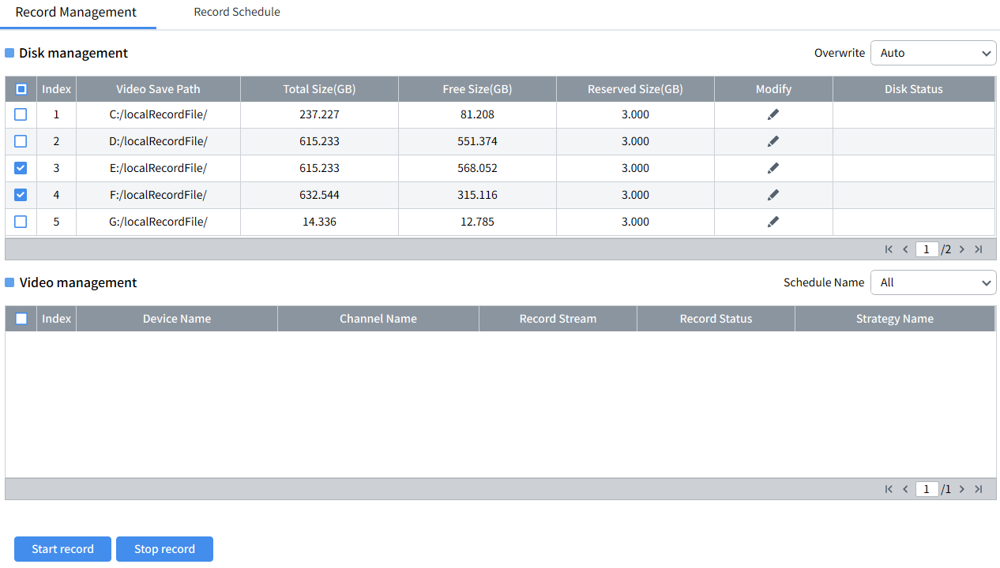 Record Management Record Schedule
Disk management Overwrite Auto
Index Video Save Path Total Size(GB) Free Size(GB) Reserved Size(GB) Modify Disk Status
1 C:/localRecordFile/ 237.227 81.208 3.000
2 D:/localRecordFile/ 615.233 551.374 3.000
3 E:/localRecordFile/ 615.233 568.052 3.000
4 F:/localRecordFile/ 632.544 315.116 3.000
5 G:/localRecordFile/ 14.336 12.785 3.000
1 /2
Video management Schedule Name All
Index Device Name Channel Name Record Stream Record Status Strategy Name
1 /1
Start record Stop record